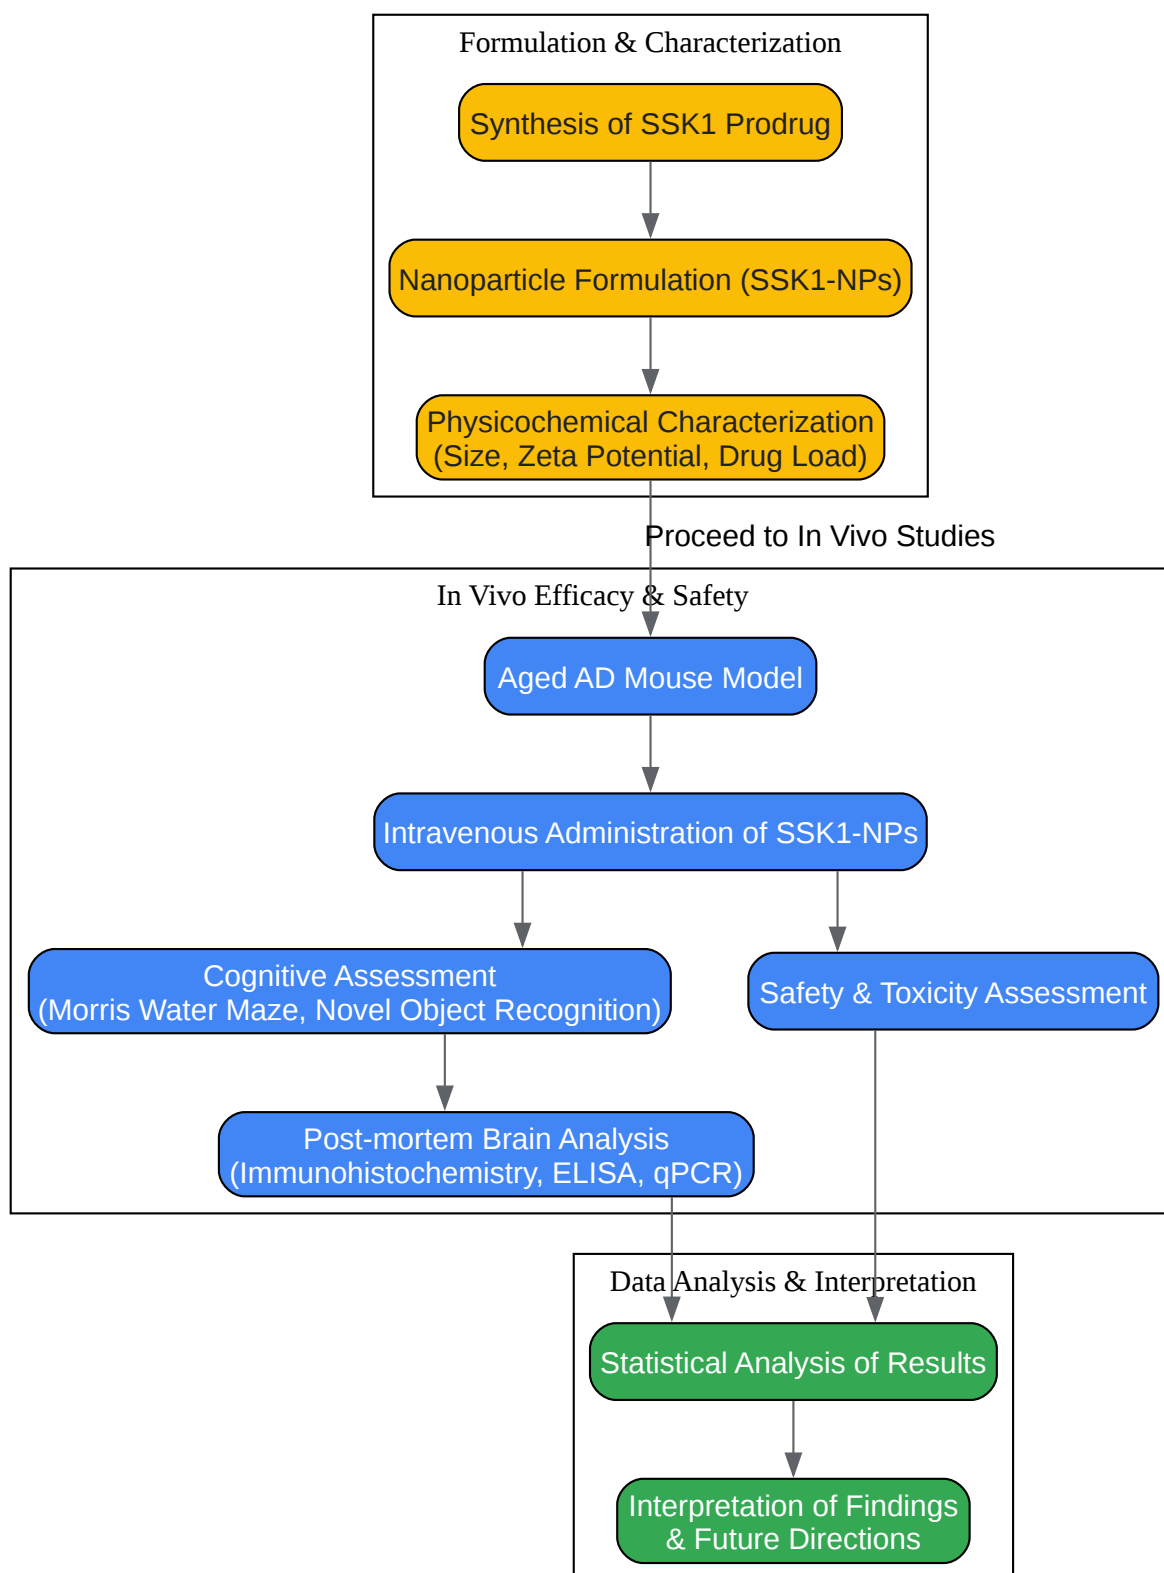 Formulation & Characterization
Synthesis of SSK1 Prodrug
Nanoparticle Formulation (SSK1-NPs)
Physicochemical Characterization
(Size, Zeta Potential, Drug Load)
Proceed to In Vivo Studies
In Vivo Efficacy & Safety
Aged AD Mouse Model
Intravenous Administration of SSK1-NPs
Cognitive Assessment
(Morris Water Maze, Novel Object Recognition)
Safety & Toxicity Assessment
Post-mortem Brain Analysis
(Immunohistochemistry, ELISA, qPCR)
Data Analysis & Interpretation
Statistical Analysis of Results
Interpretation of Findings
& Future Directions